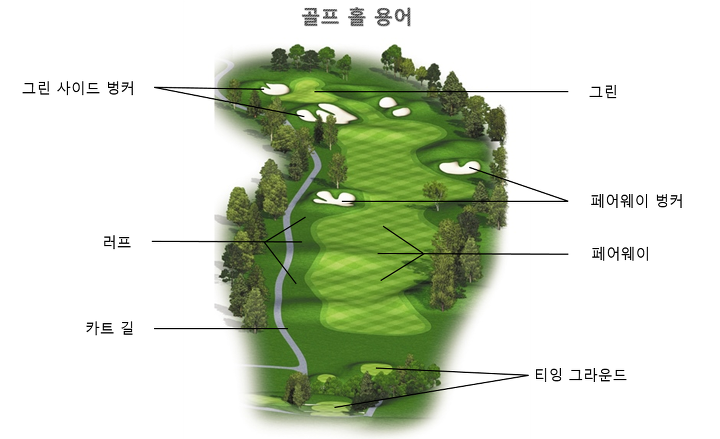 골프 홀 용어
그린 사이드 벙커
그린
페어웨이 벙커
러프
페어웨이
카트 길
티잉 그라운드